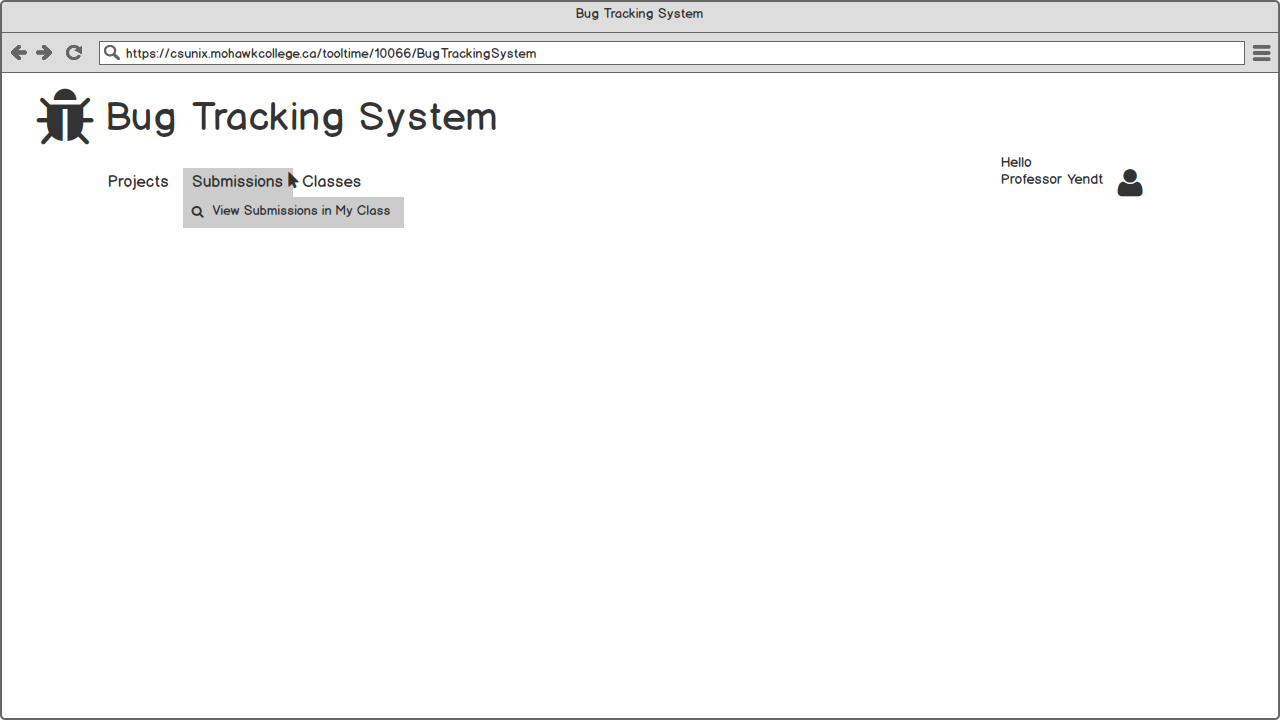 Bug Tracking System
https://csunix.mohawkcollege.ca/tooltime/10066/BugTrackingSystem
Bug Tracking System
Hello
Professor Yendt
Projects Submissions Classes
View Submissions in My Class